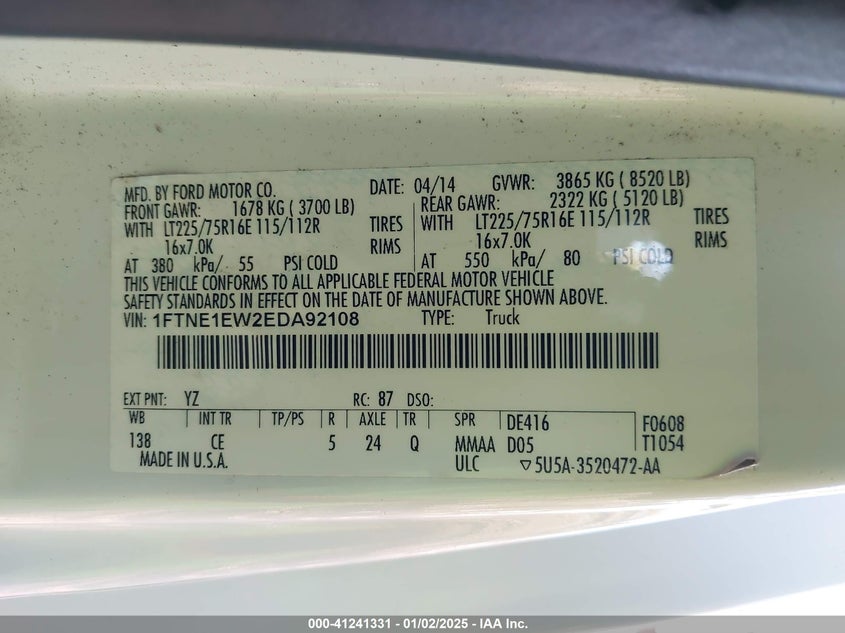 MFD. BY FORD MOTOR CO. DATE: 04/14 GVWR: 3865 KG ( 8520 LB)
FRONT GAWR: 1678 KG ( 3700 LB) REAR GAWR: 2322 KG ( 5120 LB)
WITH LT225/75R16E 115/112R TIRES WITH LT225/75R16E 115/112R TIRES
16x7.0K RIMS 16x7.0K RIMS
AT 380 kPa/ 55 PSI COLD AT 550 kPa/ 80 PSI COLD
THIS VEHICLE CONFORMS TO ALL APPLICABLE FEDERAL MOTOR VEHICLE
SAFETY STANDARDS IN EFFECT ON THE DATE OF MANUFACTURE SHOWN ABOVE.
VIN: 1FTNE1EW2EDA92108 TYPE: Truck
EXT PNT: YZ RC: 87 DSO:
WB INT TR TP/PS R AXLE TR SPR DE416 F0608
138 CE 5 24 Q MMAA D05 T1054
MADE IN U.S.A. ULC ▽5U5A-3520472-AA
000-41241331 - 01/02/2025 - IAA Inc.